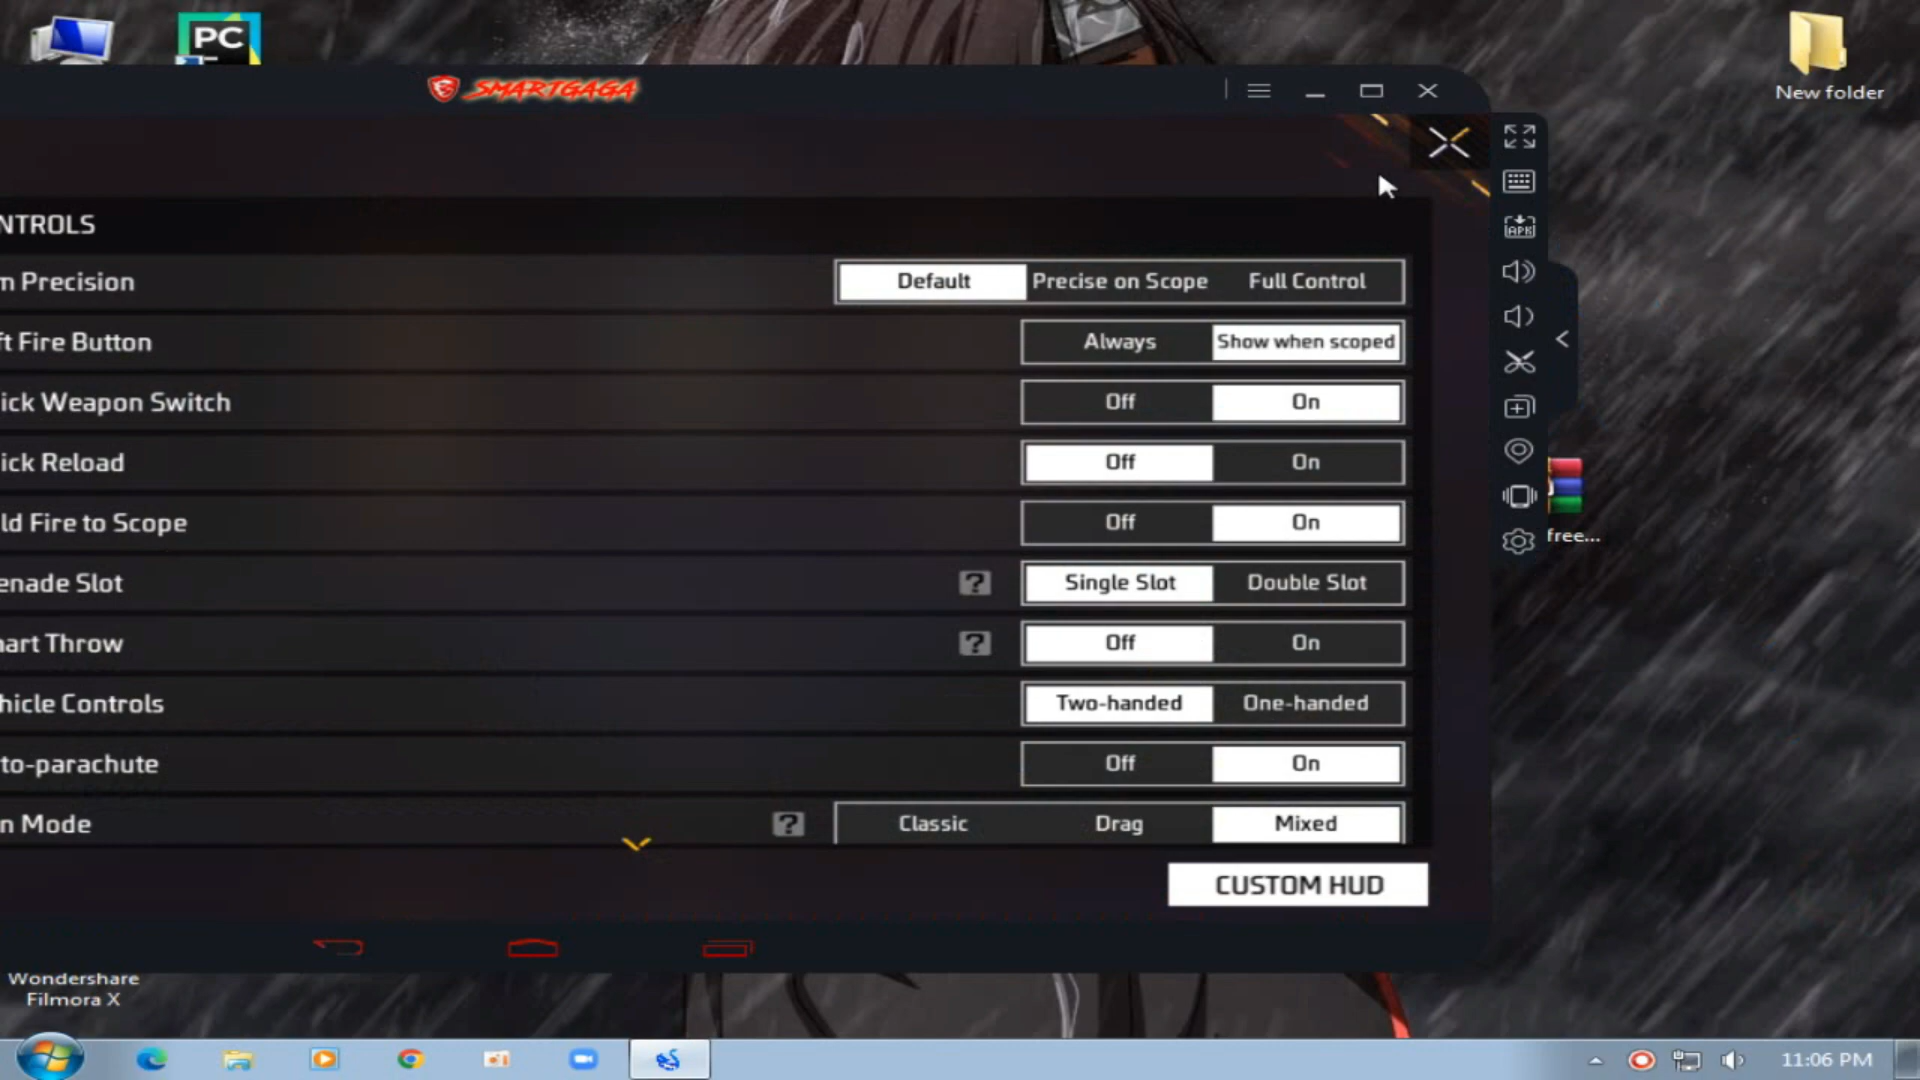 PC
New folder
SMARTGAGA
NTROLS
m Precision
Default
Precise on Scope
Full Control
ft Fire Button
Always
Show when scoped
ick Weapon Switch
Off
On
ick Reload
Off
On
ld Fire to Scope
Off
On
enade Slot
?
Single Slot
Double Slot
art Throw
?
Off
On
hicle Controls
Two-handed
One-handed
to-parachute
Off
On
n Mode
?
Classic
Drag
Mixed
CUSTOM HUD
APK
free...
Wondershare
Filmora X
11:06 PM